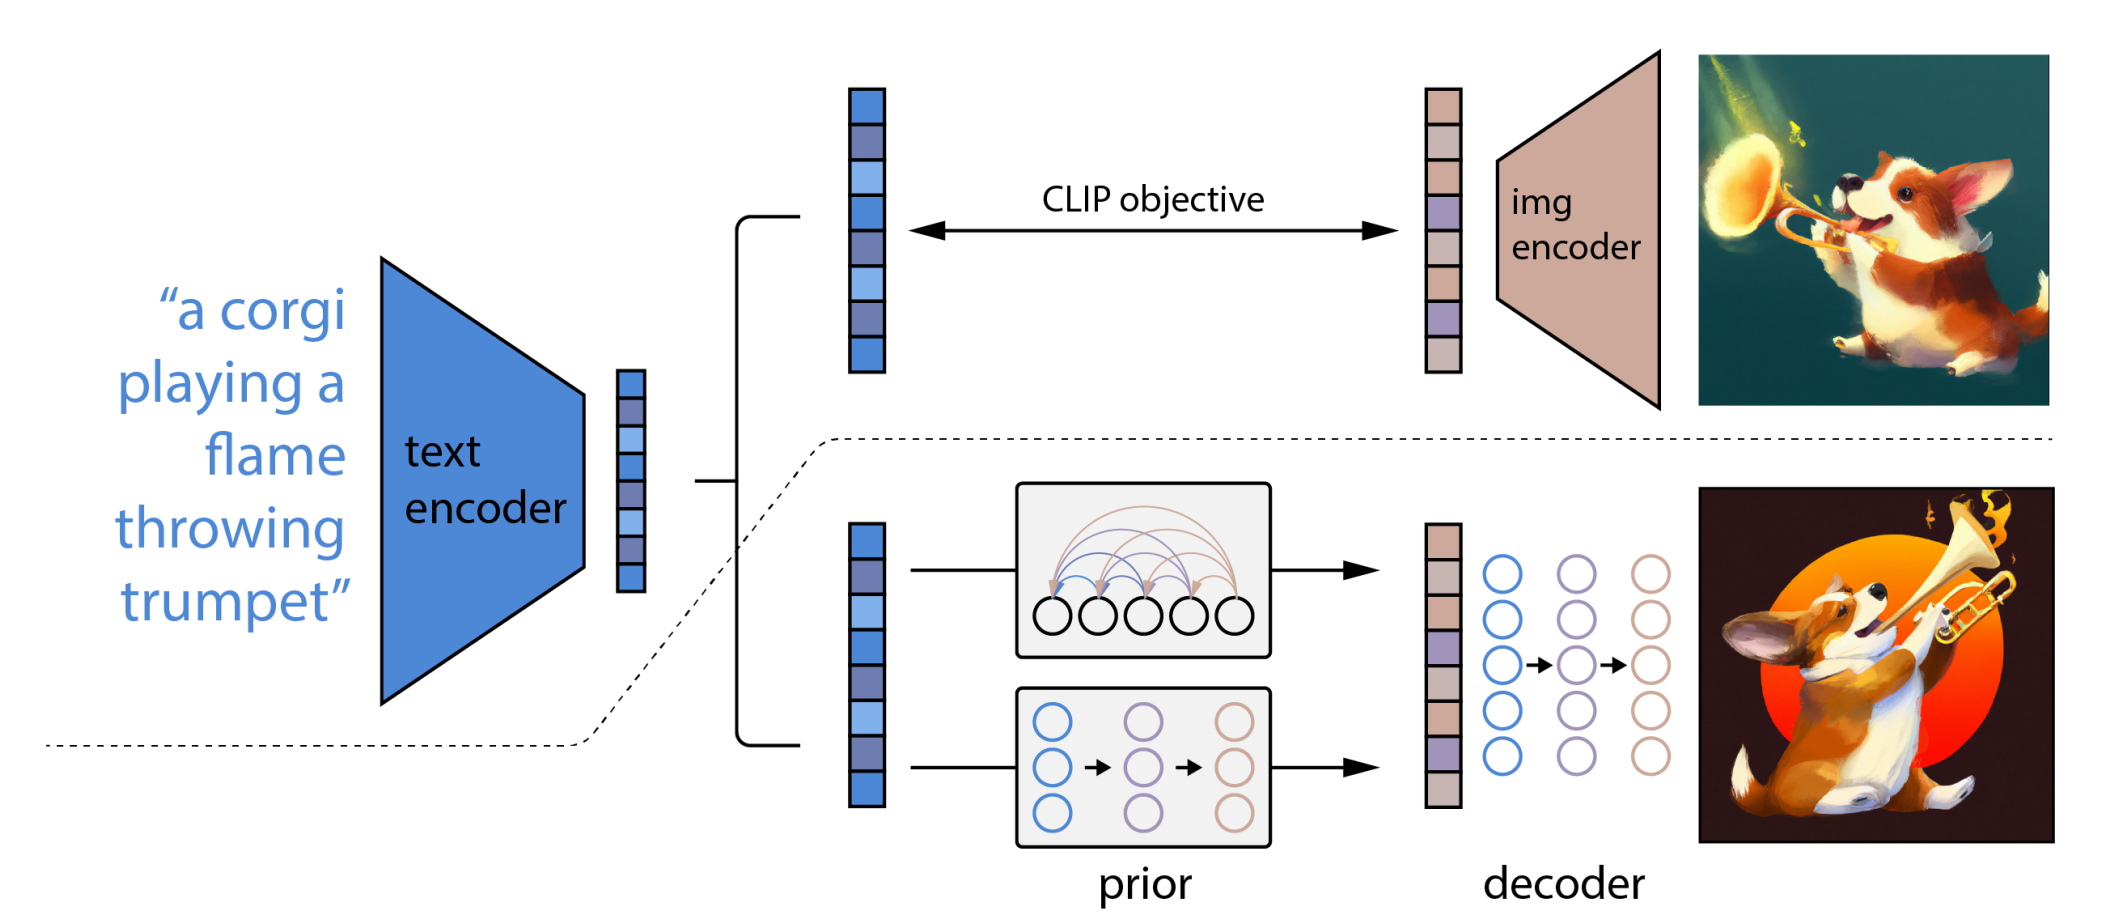 “a corgi
playing a
flame
throwing
trumpet”
text
encoder
CLIP objective
img
encoder
prior
decoder